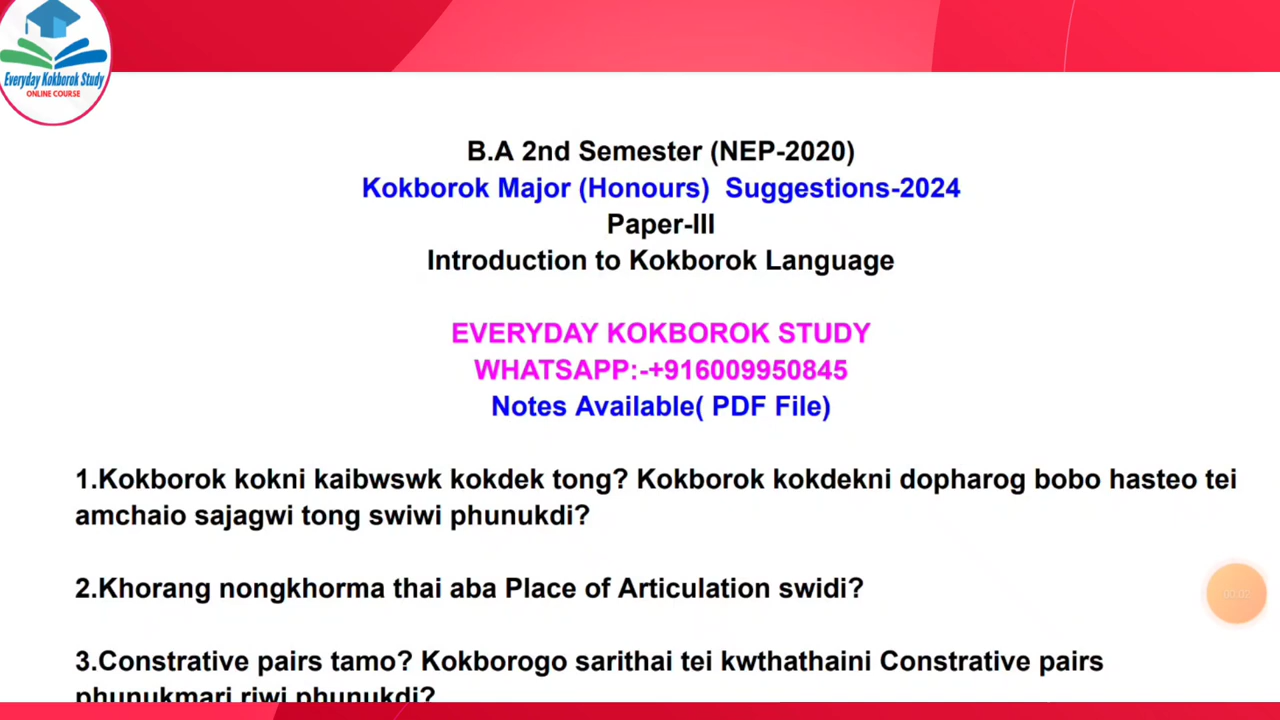 Everyday Kokborok Study
ONLINE COURSE
B.A 2nd Semester (NEP-2020)
Kokborok Major (Honours) Suggestions-2024
Paper-III
Introduction to Kokborok Language
EVERYDAY KOKBOROK STUDY
WHATSAPP:-+916009950845
Notes Available( PDF File)
1.Kokborok kokni kaibwswk kokdek tong? Kokborok kokdekni dopharog bobo hasteo tei
amchaio sajagwi tong swiwi phunukdi?
2.Khorang nongkhorma thai aba Place of Articulation swidi?
3.Constrative pairs tamo? Kokborogo sarithai tei kwthathaini Constrative pairs
phunukmari riwi phunukdi?